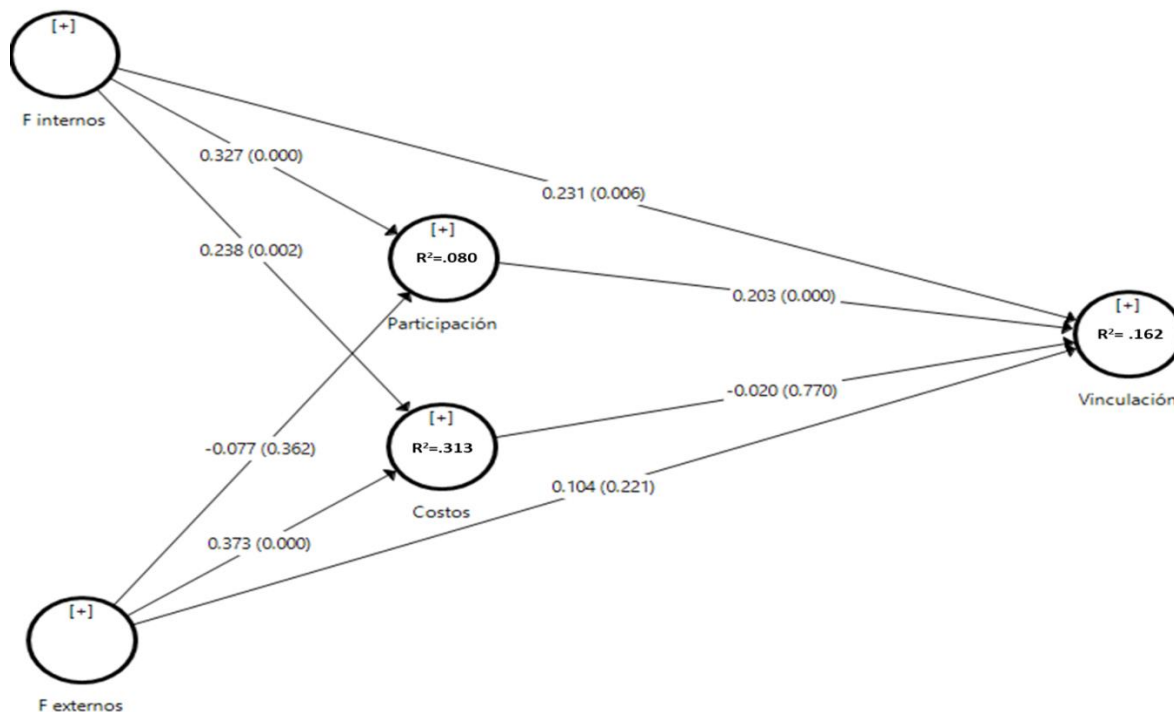 [+]
F internos
0.327 (0.000)
0.231 (0.006)
[+]
0.238 (0.002)
R²=.080
0.203 (0.000)
[+]
Participación
R²= .162
-0.020 (0.770)
[+]
Vinculación
-0.077 (0.362)
R²=.313
0.104 (0.221)
Costos
0.373 (0.000)
[+]
F externos